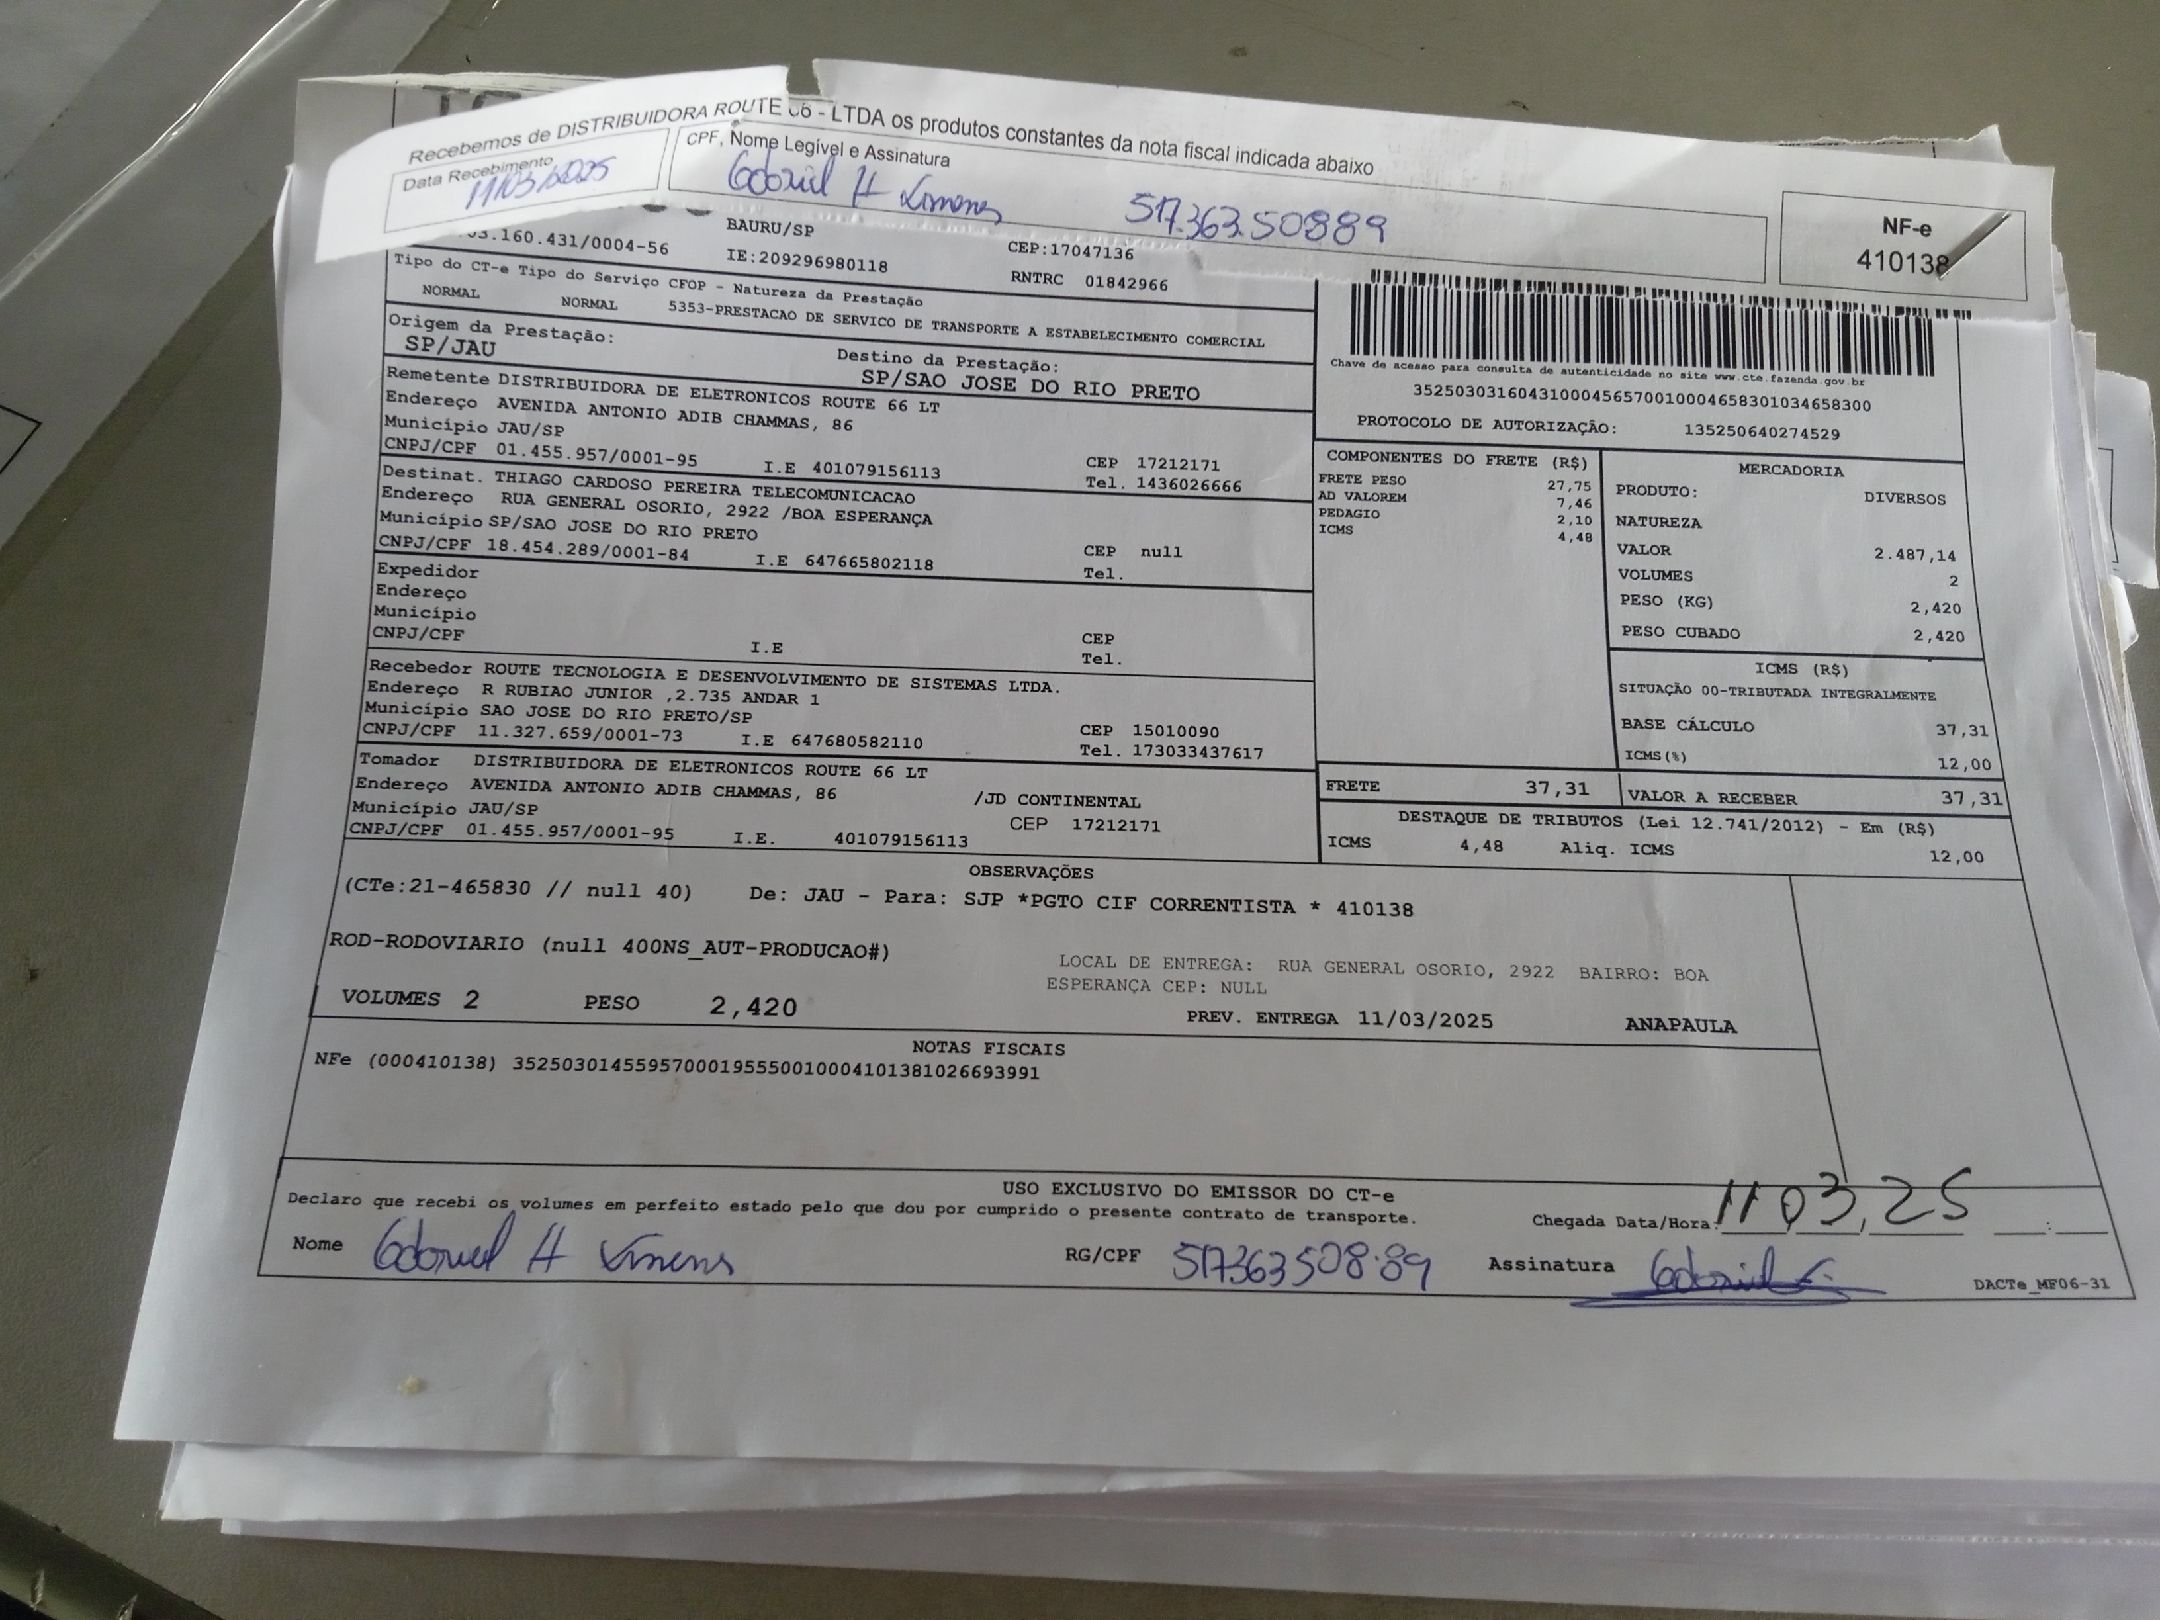 Recebemos de DISTRIBUIDORA ROUTE 66 - LTDA os produtos constantes da nota fiscal indicada abaixo
Data Recebimento
11/03/2025
CPF, Nome Legível e Assinatura
Gabriel H Ximenes 517.363.50889
NF-e
410138
03.160.431/0004-56
BAURU/SP
IE:209296980118
CEP:17047136
RNTRC 01842966
Tipo do CT-e Tipo do Serviço CFOP - Natureza da Prestação
NORMAL NORMAL 5353-PRESTACAO DE SERVICO DE TRANSPORTE A ESTABELECIMENTO COMERCIAL
Origem da Prestação:
SP/JAU
Destino da Prestação:
SP/SAO JOSE DO RIO PRETO
Remetente DISTRIBUIDORA DE ELETRONICOS ROUTE 66 LT
Endereço AVENIDA ANTONIO ADIB CHAMMAS, 86
Município JAU/SP
CEP 17212171
CNPJ/CPF 01.455.957/0001-95 I.E 401079156113 Tel. 1436026666
Destinat. THIAGO CARDOSO PEREIRA TELECOMUNICACAO
Endereço RUA GENERAL OSORIO, 2922 /BOA ESPERANÇA
Município SP/SAO JOSE DO RIO PRETO
CEP null
CNPJ/CPF 18.454.289/0001-84 I.E 647665802118 Tel.
Expedidor
Endereço
Município
CEP
CNPJ/CPF I.E Tel.
Recebedor ROUTE TECNOLOGIA E DESENVOLVIMENTO DE SISTEMAS LTDA.
Endereço R RUBIAO JUNIOR ,2.735 ANDAR 1
Município SAO JOSE DO RIO PRETO/SP
CEP 15010090
CNPJ/CPF 11.327.659/0001-73 I.E 647680582110 Tel. 173033437617
Tomador DISTRIBUIDORA DE ELETRONICOS ROUTE 66 LT
Endereço AVENIDA ANTONIO ADIB CHAMMAS, 86 /JD CONTINENTAL
Município JAU/SP CEP 17212171
CNPJ/CPF 01.455.957/0001-95 I.E. 401079156113
Chave de acesso para consulta de autenticidade no site www.cte.fazenda.gov.br
35250303160431000456570010004658301034658300
PROTOCOLO DE AUTORIZAÇÃO: 135250640274529
COMPONENTES DO FRETE (R$)
FRETE PESO 27,75
AD VALOREM 7,46
PEDAGIO 2,10
ICMS 4,48
MERCADORIA
PRODUTO: DIVERSOS
NATUREZA
VALOR 2.487,14
VOLUMES 2
PESO (KG) 2,420
PESO CUBADO 2,420
ICMS (R$)
SITUAÇÃO 00-TRIBUTADA INTEGRALMENTE
BASE CÁLCULO 37,31
ICMS(%) 12,00
FRETE 37,31 VALOR A RECEBER 37,31
DESTAQUE DE TRIBUTOS (Lei 12.741/2012) - Em (R$)
ICMS 4,48 Aliq. ICMS 12,00
OBSERVAÇÕES
(CTe:21-465830 // null 40) De: JAU - Para: SJP *PGTO CIF CORRENTISTA * 410138
ROD-RODOVIARIO (null 400NS_AUT-PRODUCAO#)
LOCAL DE ENTREGA: RUA GENERAL OSORIO, 2922 BAIRRO: BOA
ESPERANÇA CEP: NULL
VOLUMES 2 PESO 2,420 PREV. ENTREGA 11/03/2025 ANAPAULA
NOTAS FISCAIS
NFe (000410138) 35250301455957000195550010004101381026693991
USO EXCLUSIVO DO EMISSOR DO CT-e
Declaro que recebi os volumes em perfeito estado pelo que dou por cumprido o presente contrato de transporte.
Chegada Data/Hora: 11 03, 25 :
Nome Gabriel H Ximenes RG/CPF 517363508.89 Assinatura Gabriel
DACTe_MF06-31